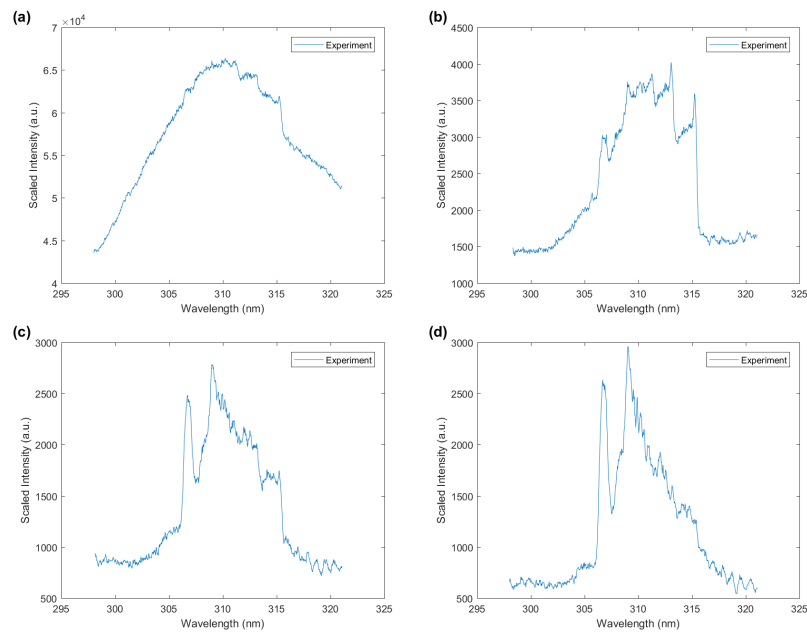 (a)
×10⁴
7
6.5
6
5.5
5
4.5
4
Scaled Intensity (a.u.)
295 300 305 310 315 320 325
Wavelength (nm)
Experiment
(b)
4500
4000
3500
3000
2500
2000
1500
1000
Scaled Intensity (a.u.)
295 300 305 310 315 320 325
Wavelength (nm)
Experiment
(c)
3000
2500
2000
1500
1000
500
Scaled Intensity (a.u.)
295 300 305 310 315 320 325
Wavelength (nm)
Experiment
(d)
3000
2500
2000
1500
1000
500
Scaled Intensity (a.u.)
295 300 305 310 315 320 325
Wavelength (nm)
Experiment